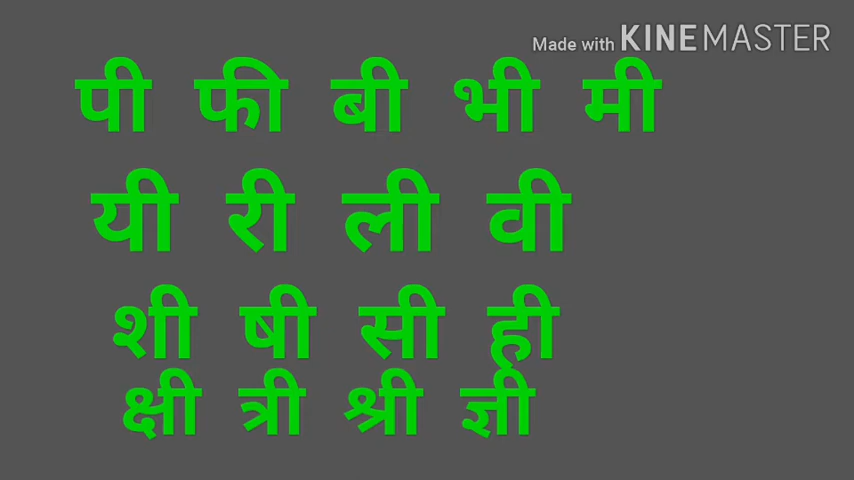 Made with KINEMASTER
पी फी बी भी मी
यी री ली वी
शी षी सी ही
क्षी त्री श्री ज्ञी